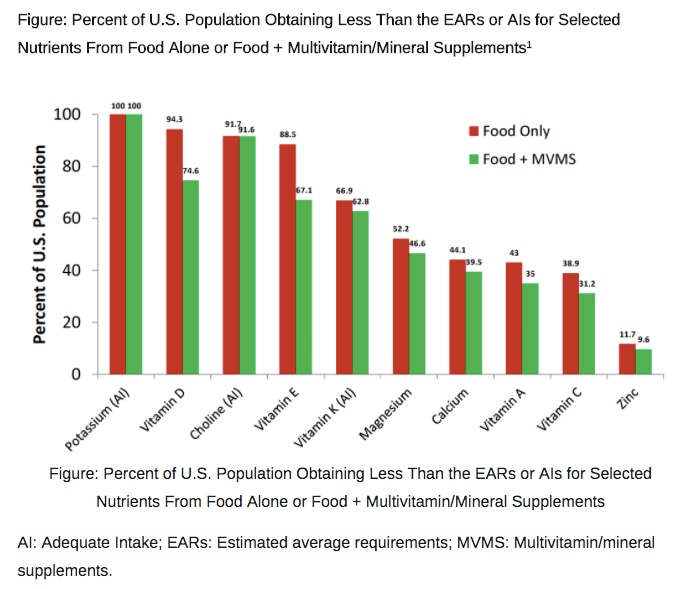 Figure: Percent of U.S. Population Obtaining Less Than the EARs or AIs for Selected
Nutrients From Food Alone or Food + Multivitamin/Mineral Supplements¹
Percent of U.S. Population
100
80
60
40
20
0
100 100
94.3
74.6
91.7
91.6
88.5
67.1
66.9
62.8
52.2
46.6
44.1
39.5
43
35
38.9
31.2
11.7
9.6
Food Only
Food + MVMS
Potassium (AI)
Vitamin D
Choline (AI)
Vitamin E
Vitamin K (AI)
Magnesium
Calcium
Vitamin A
Vitamin C
Zinc
Figure: Percent of U.S. Population Obtaining Less Than the EARs or AIs for Selected
Nutrients From Food Alone or Food + Multivitamin/Mineral Supplements
AI: Adequate Intake; EARs: Estimated average requirements; MVMS: Multivitamin/mineral
supplements.